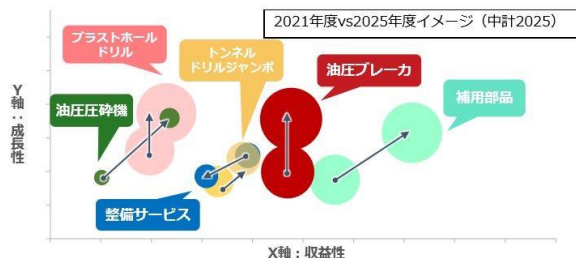 2021年度vs2025年度イメージ（中計2025）
ブラストホール
ドリル
トンネル
ドリルジャンボ
油圧ブレーカ
補用部品
油圧圧砕機
整備サービス
Y軸：成長性
X軸：収益性